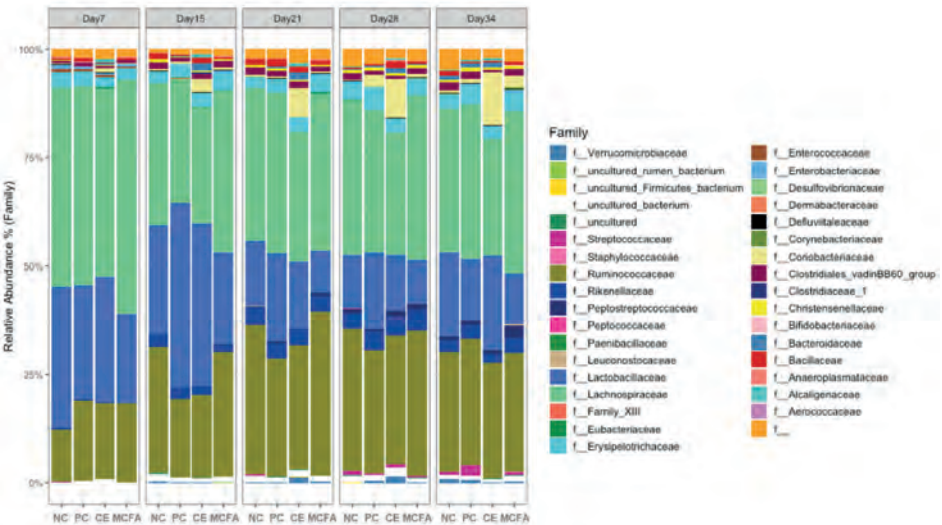 Day7 Day15 Day21 Day28 Day34
100%
75%
50%
25%
0%
Relative Abundance % (Family)
NC PC CE MCFA NC PC CE MCFA NC PC CE MCFA NC PC CE MCFA NC PC CE MCFA
Family
f__Verrucomicrobiaceae
f__uncultured_rumen_bacterium
f__uncultured_Firmicutes_bacterium
f__uncultured_bacterium
f__uncultured
f__Streptococcaceae
f__Staphylococcaceae
f__Ruminococcaceae
f__Rikenellaceae
f__Peptostreptococcaceae
f__Peptococcaceae
f__Paenibacillaceae
f__Leuconostocaceae
f__Lactobacillaceae
f__Lachnospiraceae
f__Family_XIII
f__Eubacteriaceae
f__Erysipelotrichaceae
f__Enterococcaceae
f__Enterobacteriaceae
f__Desulfovibrionaceae
f__Dermabacteraceae
f__Defluviitaleaceae
f__Corynebacteriaceae
f__Coriobacteriaceae
f__Clostridiales_vadinBB60_group
f__Clostridiaceae_1
f__Christensenellaceae
f__Bifidobacteriaceae
f__Bacteroidaceae
f__Bacillaceae
f__Anaeroplasmataceae
f__Alcaligenaceae
f__Aerococcaceae
f__